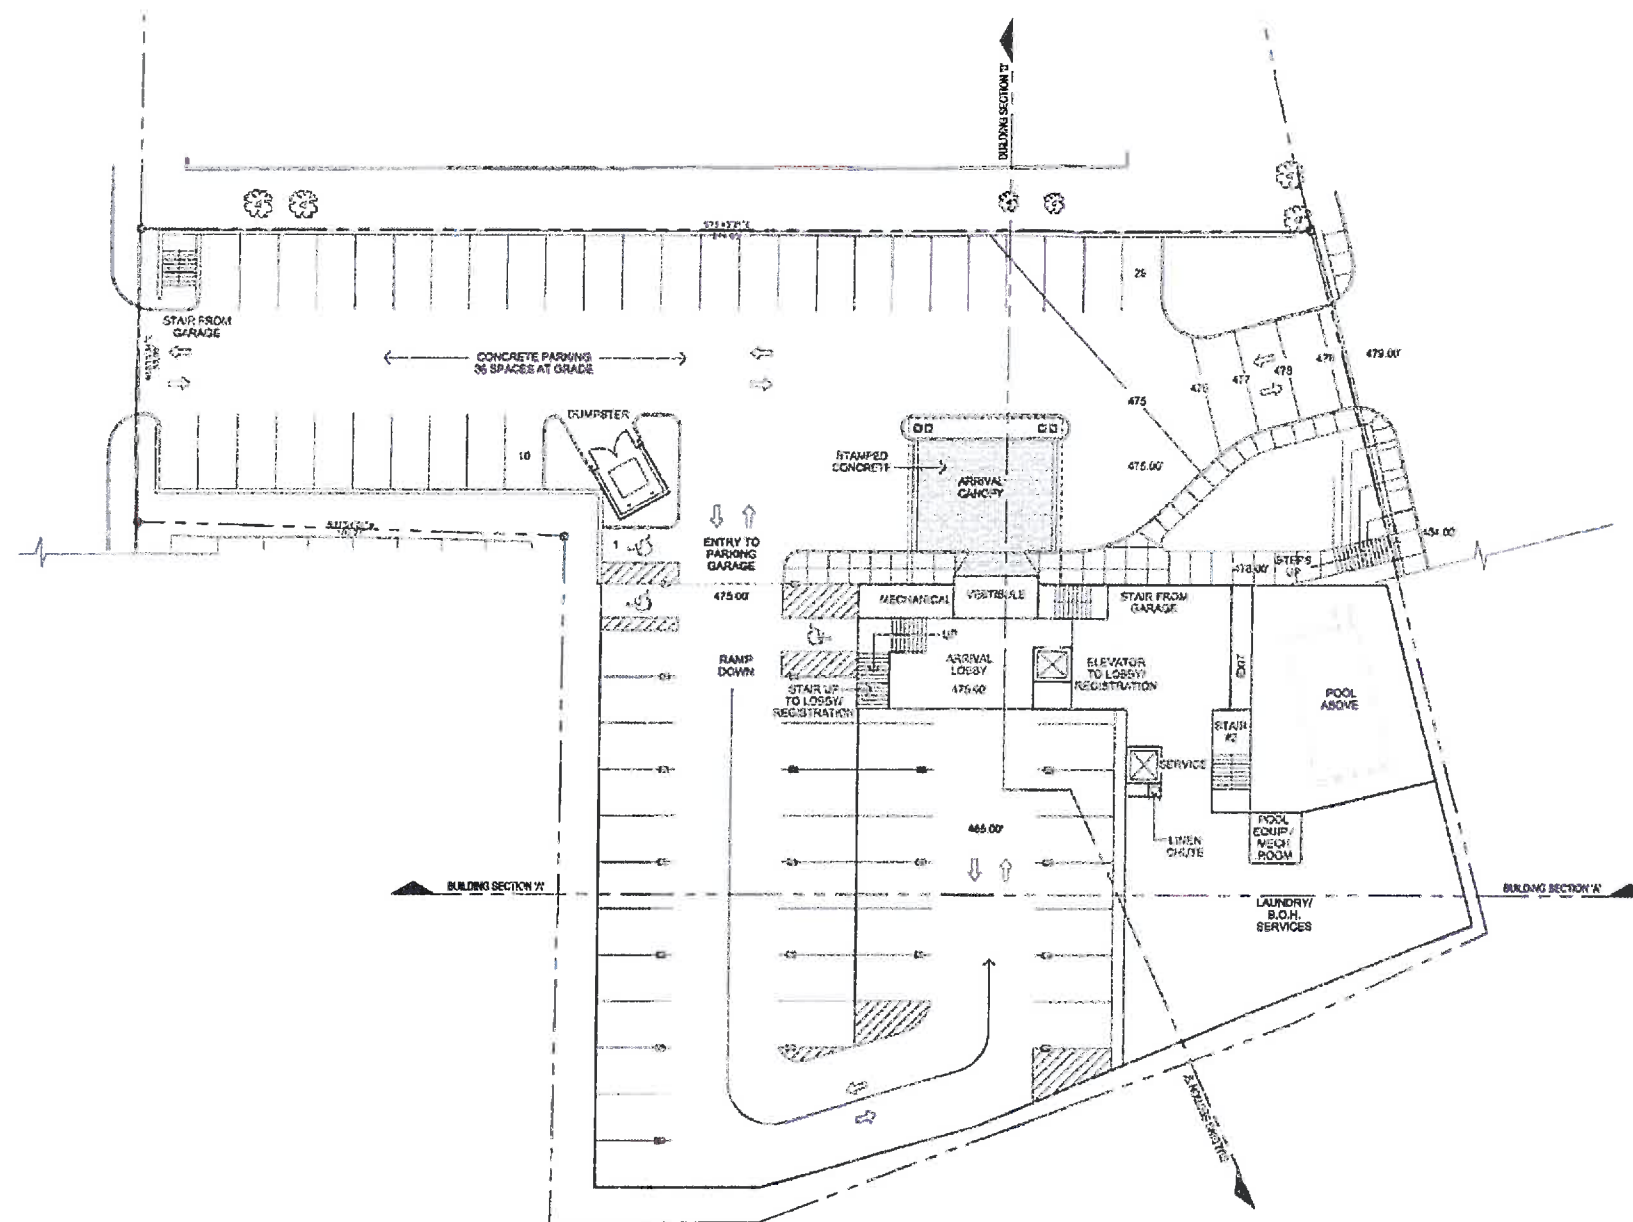 BUILDING SECTION 'B'
25
STAIR FROM
GARAGE
CONCRETE PARKING
36 SPACES AT GRADE
476
477
478
479.00'
475
DUMPSTER
10
STAMPED
CONCRETE
ARRIVAL
CANOPY
475.00'
1
ENTRY TO
PARKING
GARAGE
475.00'
STEPS
UP
MECHANICAL
VESTIBULE
STAIR FROM
GARAGE
UP
RAMP
DOWN
ARRIVAL
LOBBY
ELEVATOR
TO LOBBY/
REGISTRATION
STAIR UP
TO LOBBY/
REGISTRATION
EXIT
POOL
ABOVE
STAIR
#2
SERVICE
465.00'
LINEN
CHUTE
POOL
EQUIP./
MECH
ROOM
BUILDING SECTION 'A'
BUILDING SECTION 'A'
LAUNDRY/
B.O.H.
SERVICES